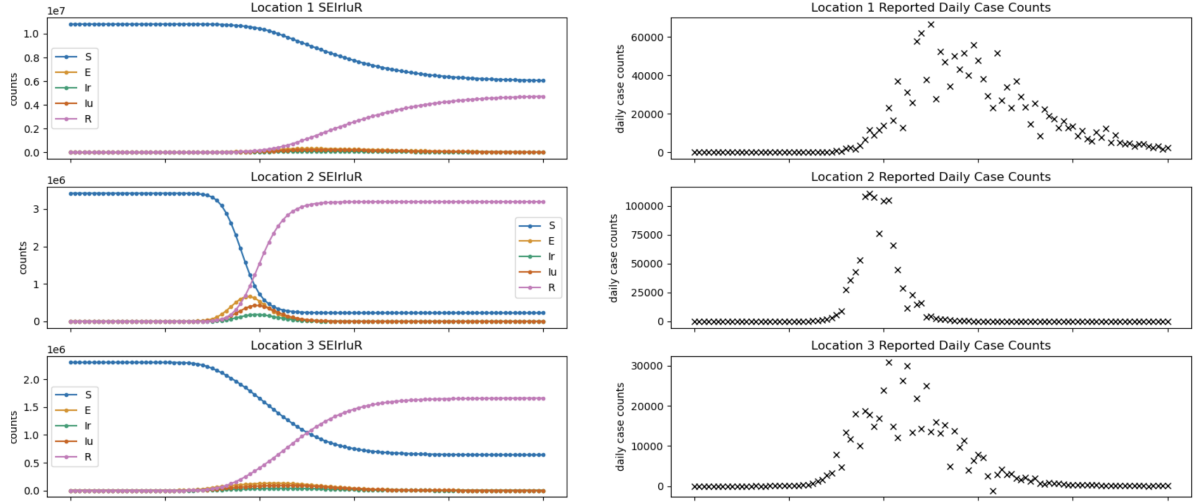 Location 1 SEIrIuR
1e7
counts
1.0
0.8
0.6
0.4
0.2
0.0
S
E
Ir
Iu
R
Location 1 Reported Daily Case Counts
daily case counts
60000
40000
20000
0
Location 2 SEIrIuR
1e6
counts
3
2
1
0
S
E
Ir
Iu
R
Location 2 Reported Daily Case Counts
daily case counts
100000
75000
50000
25000
0
Location 3 SEIrIuR
1e6
counts
2.0
1.5
1.0
0.5
0.0
S
E
Ir
Iu
R
Location 3 Reported Daily Case Counts
daily case counts
30000
20000
10000
0